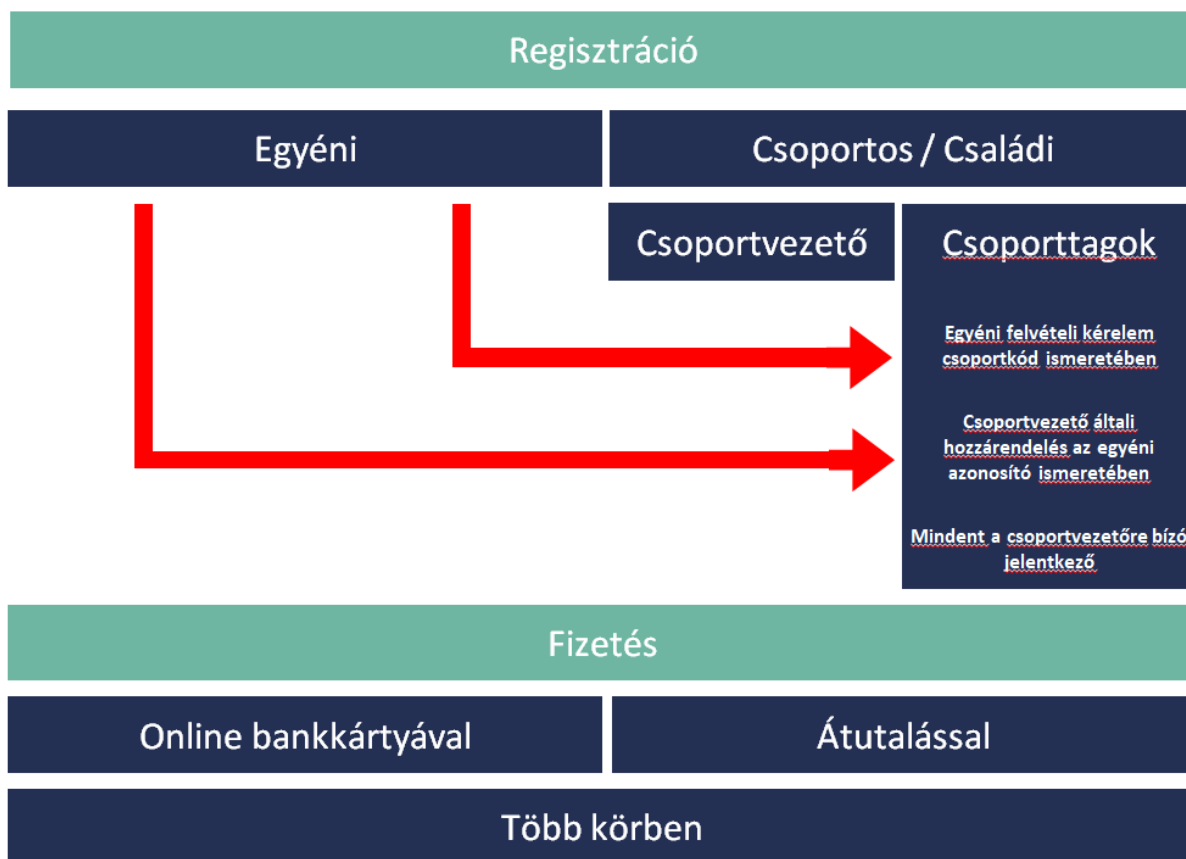 Regisztráció
Egyéni
Csoportos / Családi
Csoportvezető
Csoporttagok
Egyéni felvételi kérelem
csoportkód ismeretében
Csoportvezető általi
hozzárendelés az egyéni
azonosító ismeretében
Mindent a csoportvezetőre bízó
jelentkező
Fizetés
Online bankkártyával
Átutalással
Több körben